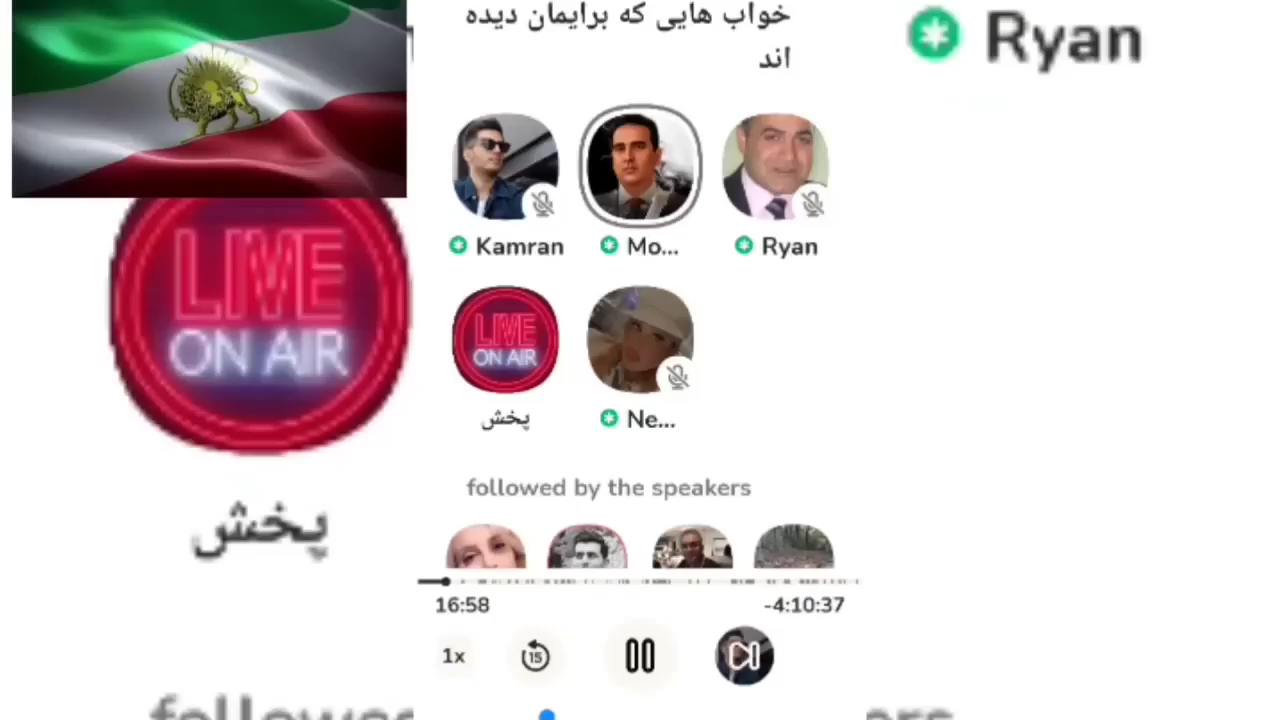 خواب هایی که برایمان دیده
اند
Ryan
Kamran
Mo...
Ryan
LIVE
ON AIR
LIVE
ON AIR
پخش
Ne...
پخش
followed by the speakers
16:58
-4:10:37
1x
15